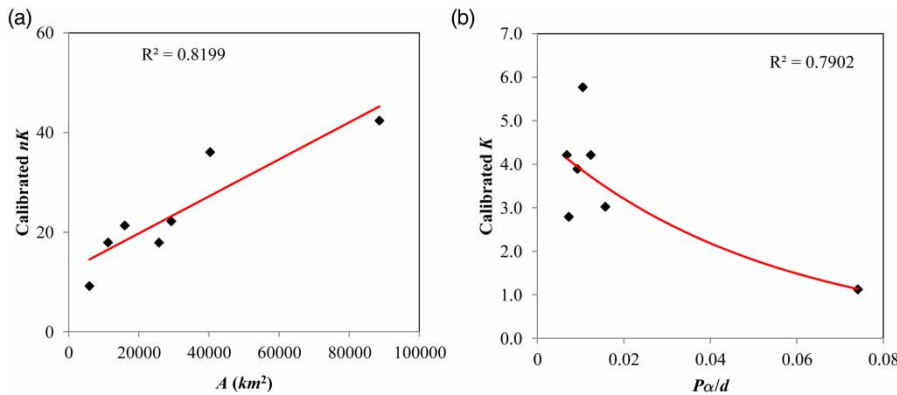 (a)
R² = 0.8199
60
40
20
0
Calibrated nK
0 20000 40000 60000 80000 100000
A (km²)
(b)
R² = 0.7902
6.0
5.0
4.0
3.0
2.0
1.0
0.0
Calibrated K
0 0.02 0.04 0.06 0.08
Pα/d